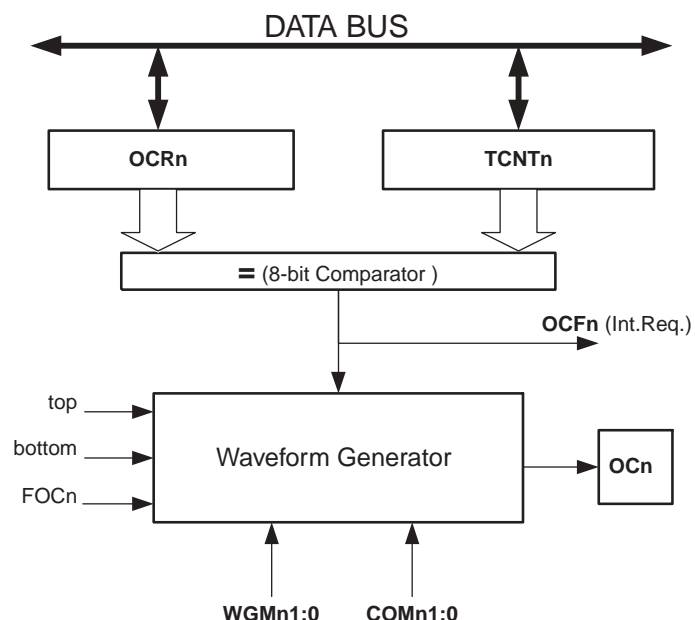 DATA BUS
OCRn
TCNTn
= (8-bit Comparator )
OCFn (Int.Req.)
top
bottom
FOCn
Waveform Generator
OCn
WGMn1:0
COMn1:0